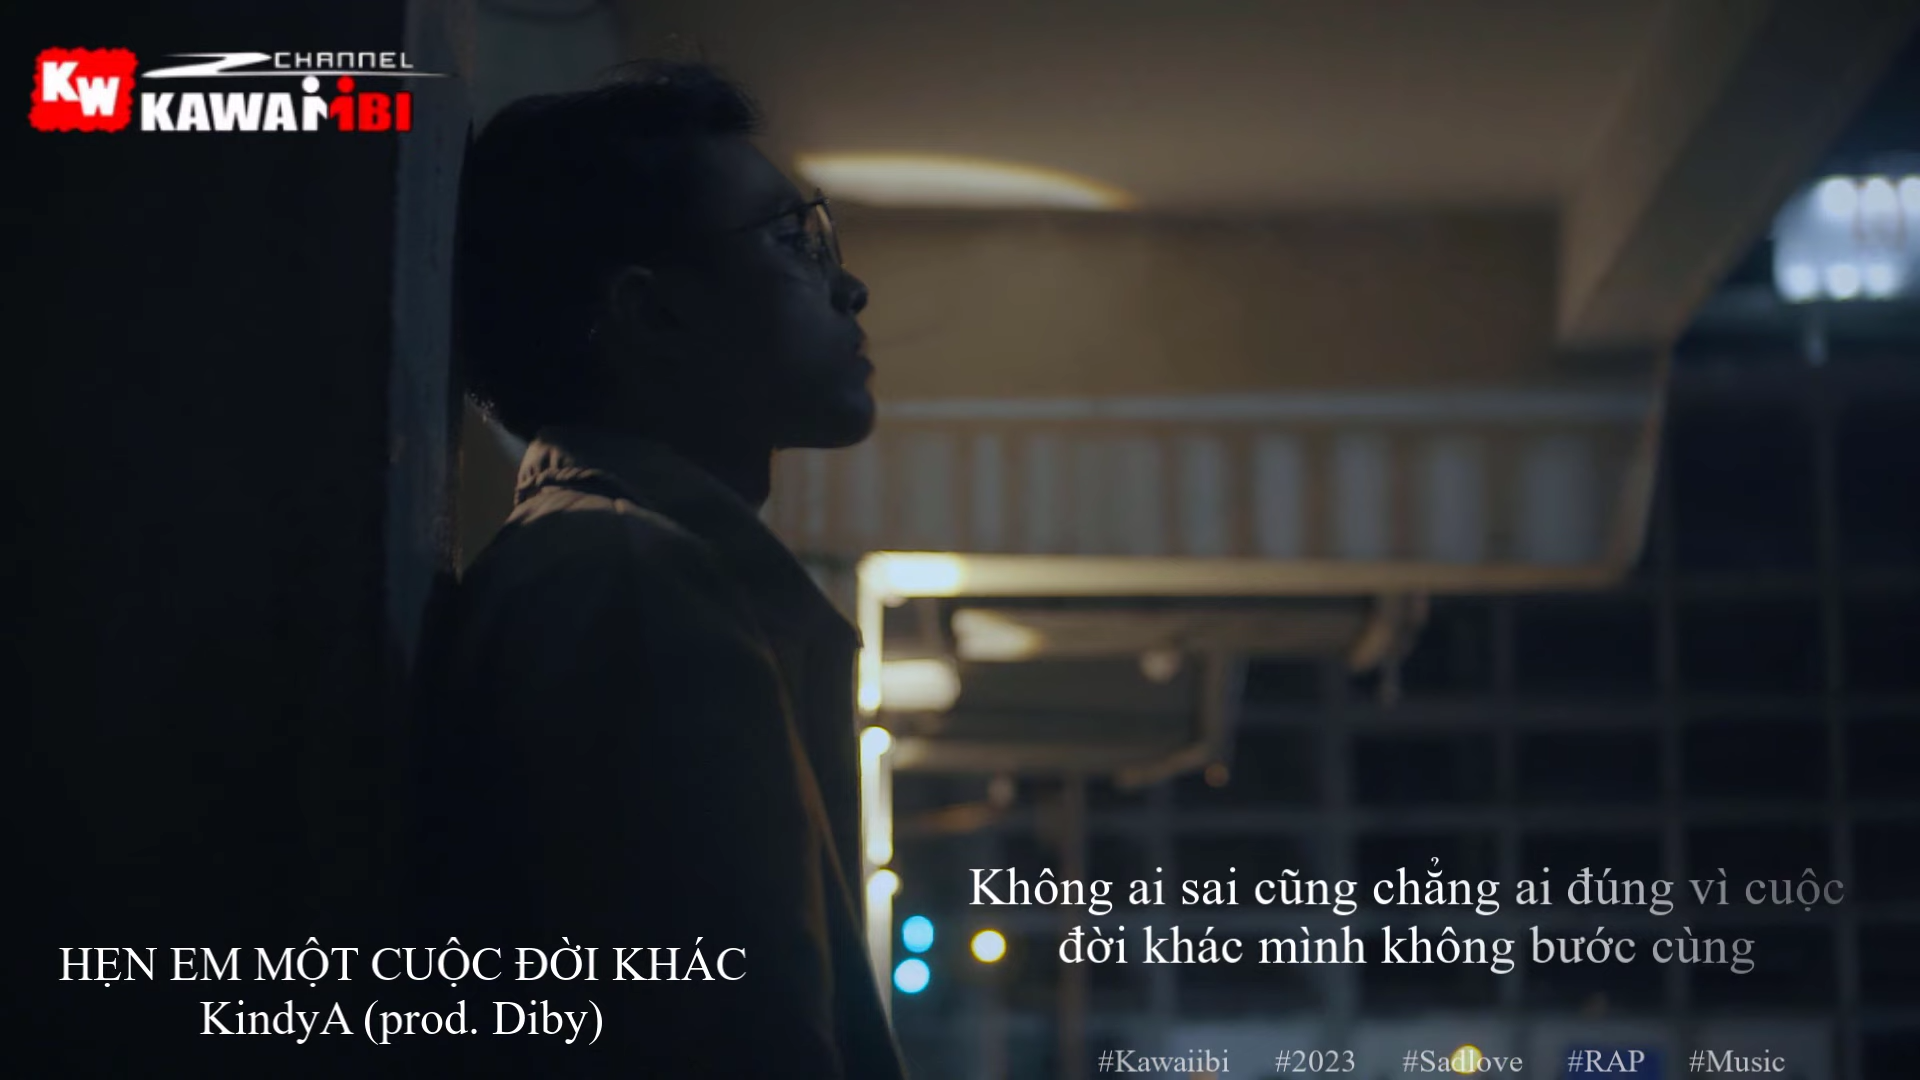 KW
CHANNEL
KAWAIIBI
Không ai sai cũng chẳng ai đúng vì cuộc
đời khác mình không bước cùng
HẸN EM MỘT CUỘC ĐỜI KHÁC
KindyA (prod. Diby)
#Kawaiibi #2023 #Sadlove #RAP #Music